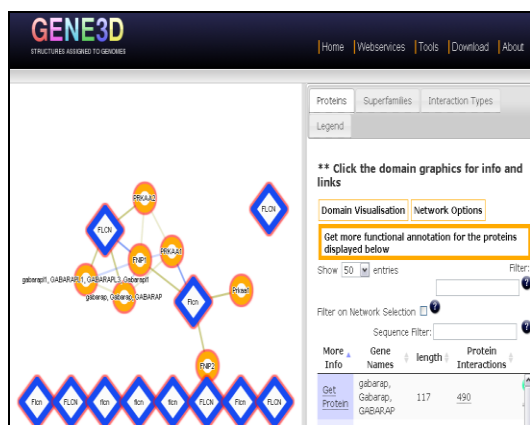 GENE3D
STRUCTURES ASSIGNED TO GENOMES
Home Webservices Tools Download About
Proteins Superfamilies Interaction Types
Legend
** Click the domain graphics for info and
links
Domain Visualisation Network Options
Get more functional annotation for the proteins
displayed below
Show 50 entries Filter:
Filter on Network Selection
Sequence Filter:
More Info Gene Names length Protein Interactions
Get Protein gabarap, Gabarap, GABARAP 117 490
PRKAA2
FLCN
FLCN
FNIP1
PRKAA1
gabarapl1, GABARAPL1, GABARAPL3, Gabarapl1
gabarap, Gabarap, GABARAP
Flcn
Prkaa1
FNIP2
flcn flcn flcn flcn flcn FLCN FLCN Flcn